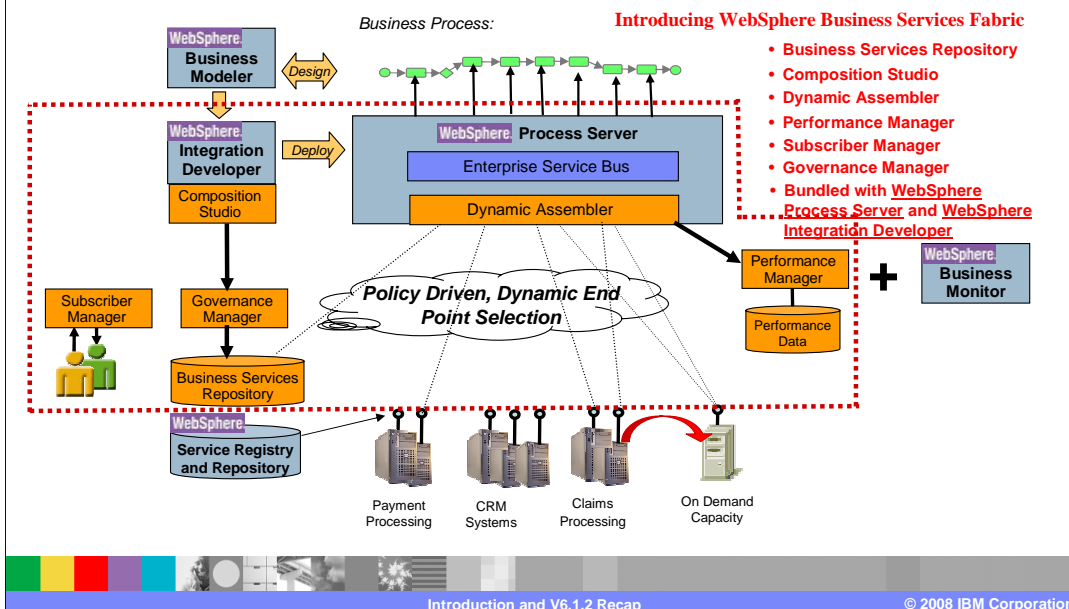 Business Process:
Introducing WebSphere Business Services Fabric
• Business Services Repository
• Composition Studio
• Dynamic Assembler
• Performance Manager
• Subscriber Manager
• Governance Manager
• Bundled with WebSphere
Process Server and WebSphere
Integration Developer
WebSphere.
Business
Modeler
Design
WebSphere.
Integration
Developer
Deploy
WebSphere. Process Server
Enterprise Service Bus
Dynamic Assembler
Composition
Studio
Performance
Manager
+
WebSphere.
Business
Monitor
Subscriber
Manager
Governance
Manager
Policy Driven, Dynamic End
Point Selection
Performance
Data
Business Services
Repository
WebSphere.
Service Registry
and Repository
Payment
Processing
CRM
Systems
Claims
Processing
On Demand
Capacity
Introduction and V6.1.2 Recap
© 2008 IBM Corporation